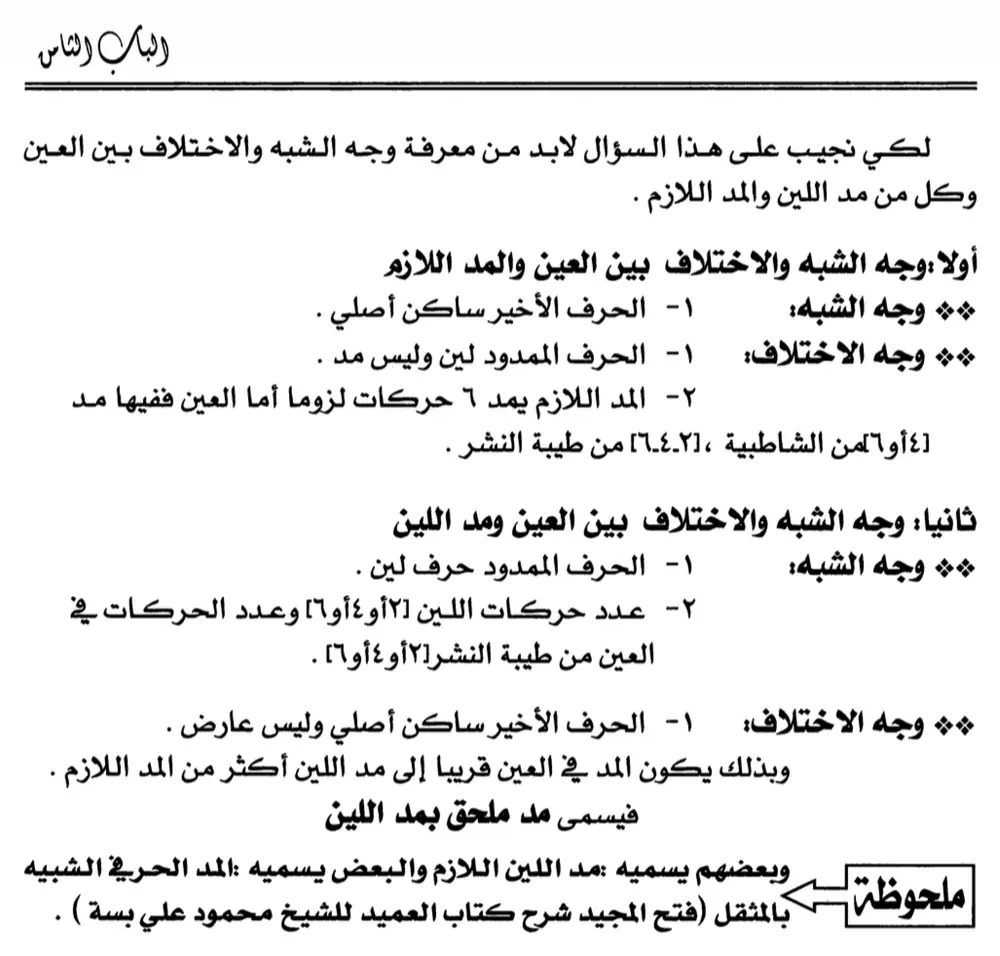 الباب الثامن
لكي نجيب على هذا السؤال لابد من معرفة وجه الشبه والاختلاف بين العين
وكل من مد اللين والمد اللازم .
أولا:وجه الشبه والاختلاف بين العين والمد اللازم
❖❖ وجه الشبه: ١- الحرف الأخير ساكن أصلي .
❖❖ وجه الاختلاف: ١- الحرف الممدود لين وليس مد .
٢- المد اللازم يمد ٦ حركات لزوما أما العين ففيها مد
[٤أو٦]من الشاطبية ،[٢-٤-٦] من طيبة النشر .
ثانيا: وجه الشبه والاختلاف بين العين ومد اللين
❖❖ وجه الشبه: ١- الحرف الممدود حرف لين .
٢- عدد حركات اللين [٢أو٤أو٦] وعدد الحركات في
العين من طيبة النشر[٢أو٤أو٦] .
❖❖ وجه الاختلاف: ١- الحرف الأخير ساكن أصلي وليس عارض .
وبذلك يكون المد في العين قريبا إلى مد اللين أكثر من المد اللازم .
فيسمى مد ملحق بمد اللين
ملحوظة وبعضهم يسميه :مد اللين اللازم والبعض يسميه :المد الحرفي الشبيه
بالمثقل (فتح المجيد شرح كتاب العميد للشيخ محمود علي بسة ) .